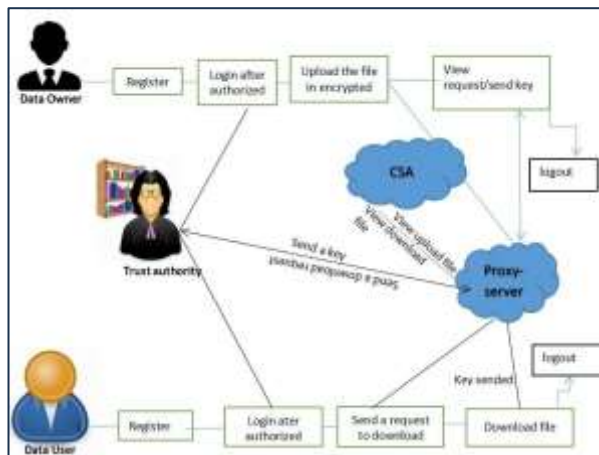 Data Owner
Register
Login after
authorized
Upload the file
in encrypted
View
request/send key
logout
CSA
View upload file
View download
file
Trust authority
Send a key
Send a download request
Proxy-
server
logout
Key sended
Data User
Register
Login ater
authorized
Send a request
to download
Download file